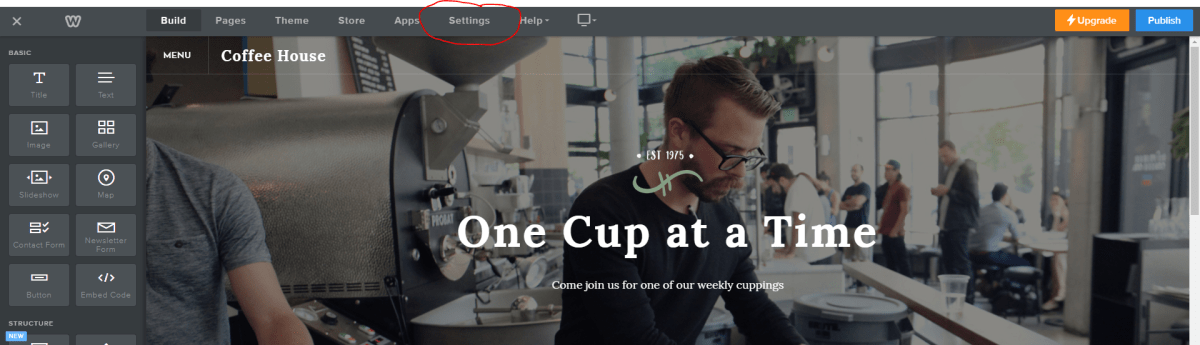 Build Pages Theme Store Apps Settings Help Upgrade Publish
BASIC
MENU Coffee House
Title Text
Image Gallery
EST 1975
Slideshow Map
One Cup at a Time
PROBAT
Contact Form Newsletter Form
Come join us for one of our weekly cuppings
Button Embed Code
STRUCTURE
NEW